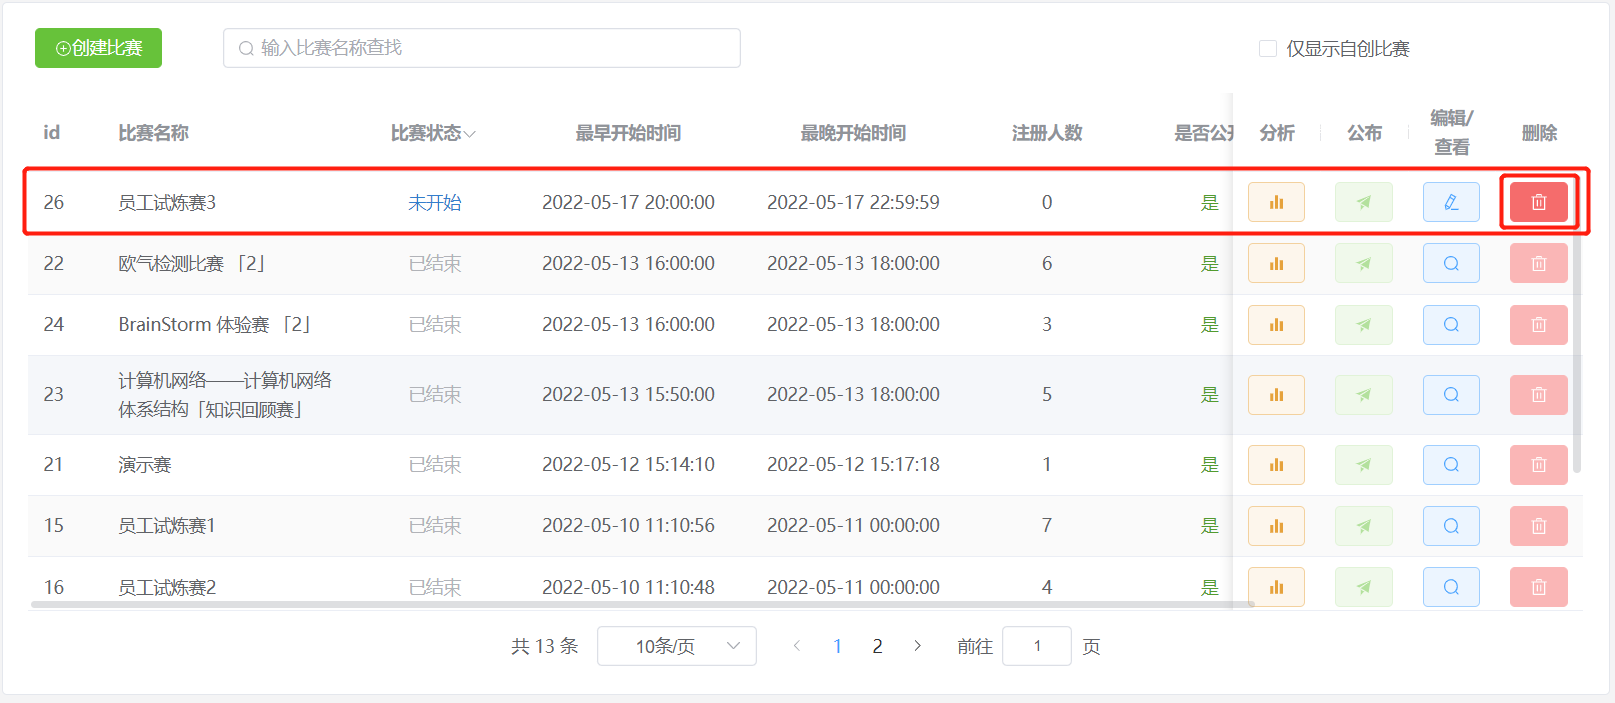 创建比赛
输入比赛名称查找
仅显示自创比赛
id 比赛名称 比赛状态 最早开始时间 最晚开始时间 注册人数 是否公开 分析 公布 编辑/
查看 删除
26 员工试炼赛3 未开始 2022-05-17 20:00:00 2022-05-17 22:59:59 0 是
22 欧气检测比赛 「2」 已结束 2022-05-13 16:00:00 2022-05-13 18:00:00 6 是
24 BrainStorm 体验赛 「2」 已结束 2022-05-13 16:00:00 2022-05-13 18:00:00 3 是
23 计算机网络——计算机网络
体系结构「知识回顾赛」 已结束 2022-05-13 15:50:00 2022-05-13 18:00:00 5 是
21 演示赛 已结束 2022-05-12 15:14:10 2022-05-12 15:17:18 1 是
15 员工试炼赛1 已结束 2022-05-10 11:10:56 2022-05-11 00:00:00 7 是
16 员工试炼赛2 已结束 2022-05-10 11:10:48 2022-05-11 00:00:00 4 是
共 13 条 10条/页 1 2 前往 1 页